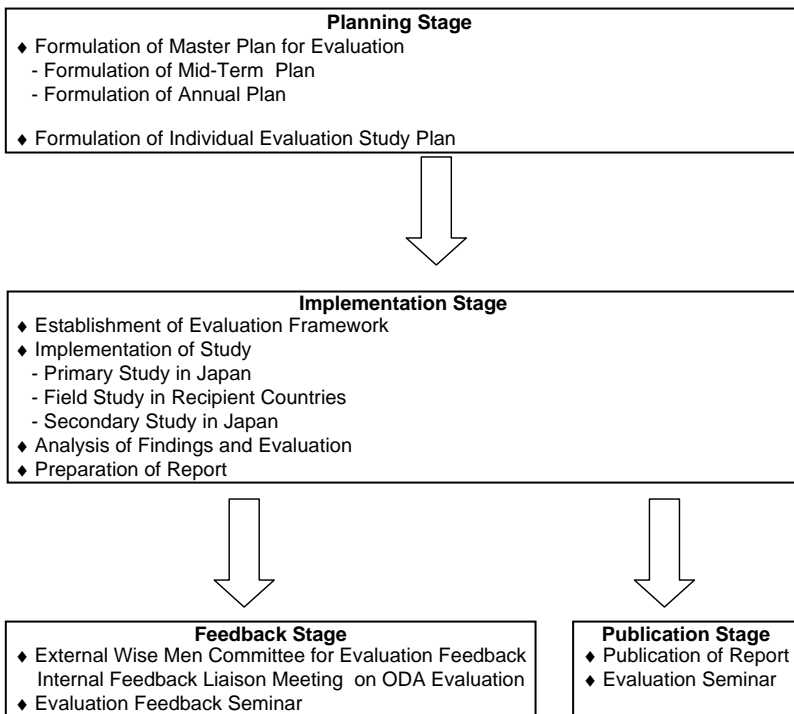 Planning Stage
♦ Formulation of Master Plan for Evaluation
- Formulation of Mid-Term Plan
- Formulation of Annual Plan
♦ Formulation of Individual Evaluation Study Plan
Implementation Stage
♦ Establishment of Evaluation Framework
♦ Implementation of Study
- Primary Study in Japan
- Field Study in Recipient Countries
- Secondary Study in Japan
♦ Analysis of Findings and Evaluation
♦ Preparation of Report
Feedback Stage
♦ External Wise Men Committee for Evaluation Feedback
Internal Feedback Liaison Meeting on ODA Evaluation
♦ Evaluation Feedback Seminar
Publication Stage
♦ Publication of Report
♦ Evaluation Seminar